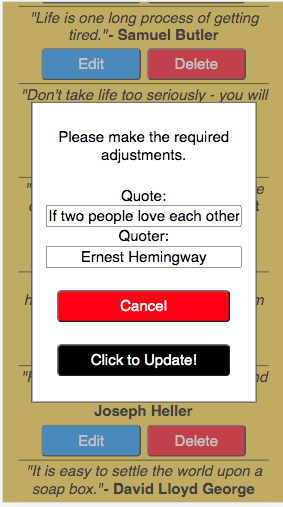 "Life is one long process of getting
tired."- Samuel Butler
Edit Delete
"Don't take life too seriously - you will
Please make the required
adjustments.
Quote:
If two people love each other
Quoter:
Ernest Hemingway
Cancel
Click to Update!
Joseph Heller
Edit Delete
"It is easy to settle the world upon a
soap box."- David Lloyd George